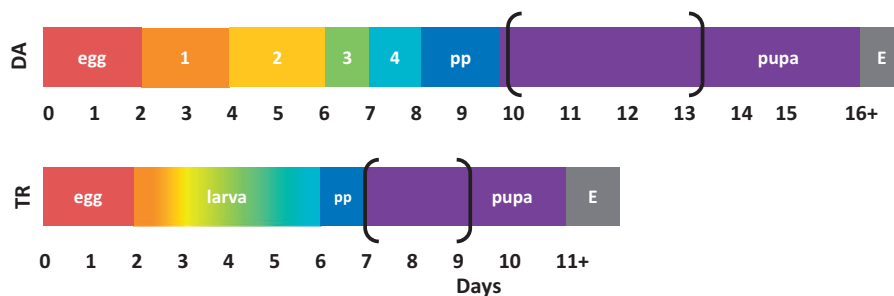 DA
egg 1 2 3 4 pp pupa E
0 1 2 3 4 5 6 7 8 9 10 11 12 13 14 15 16+
TR
egg larva pp pupa E
0 1 2 3 4 5 6 7 8 9 10 11+
Days